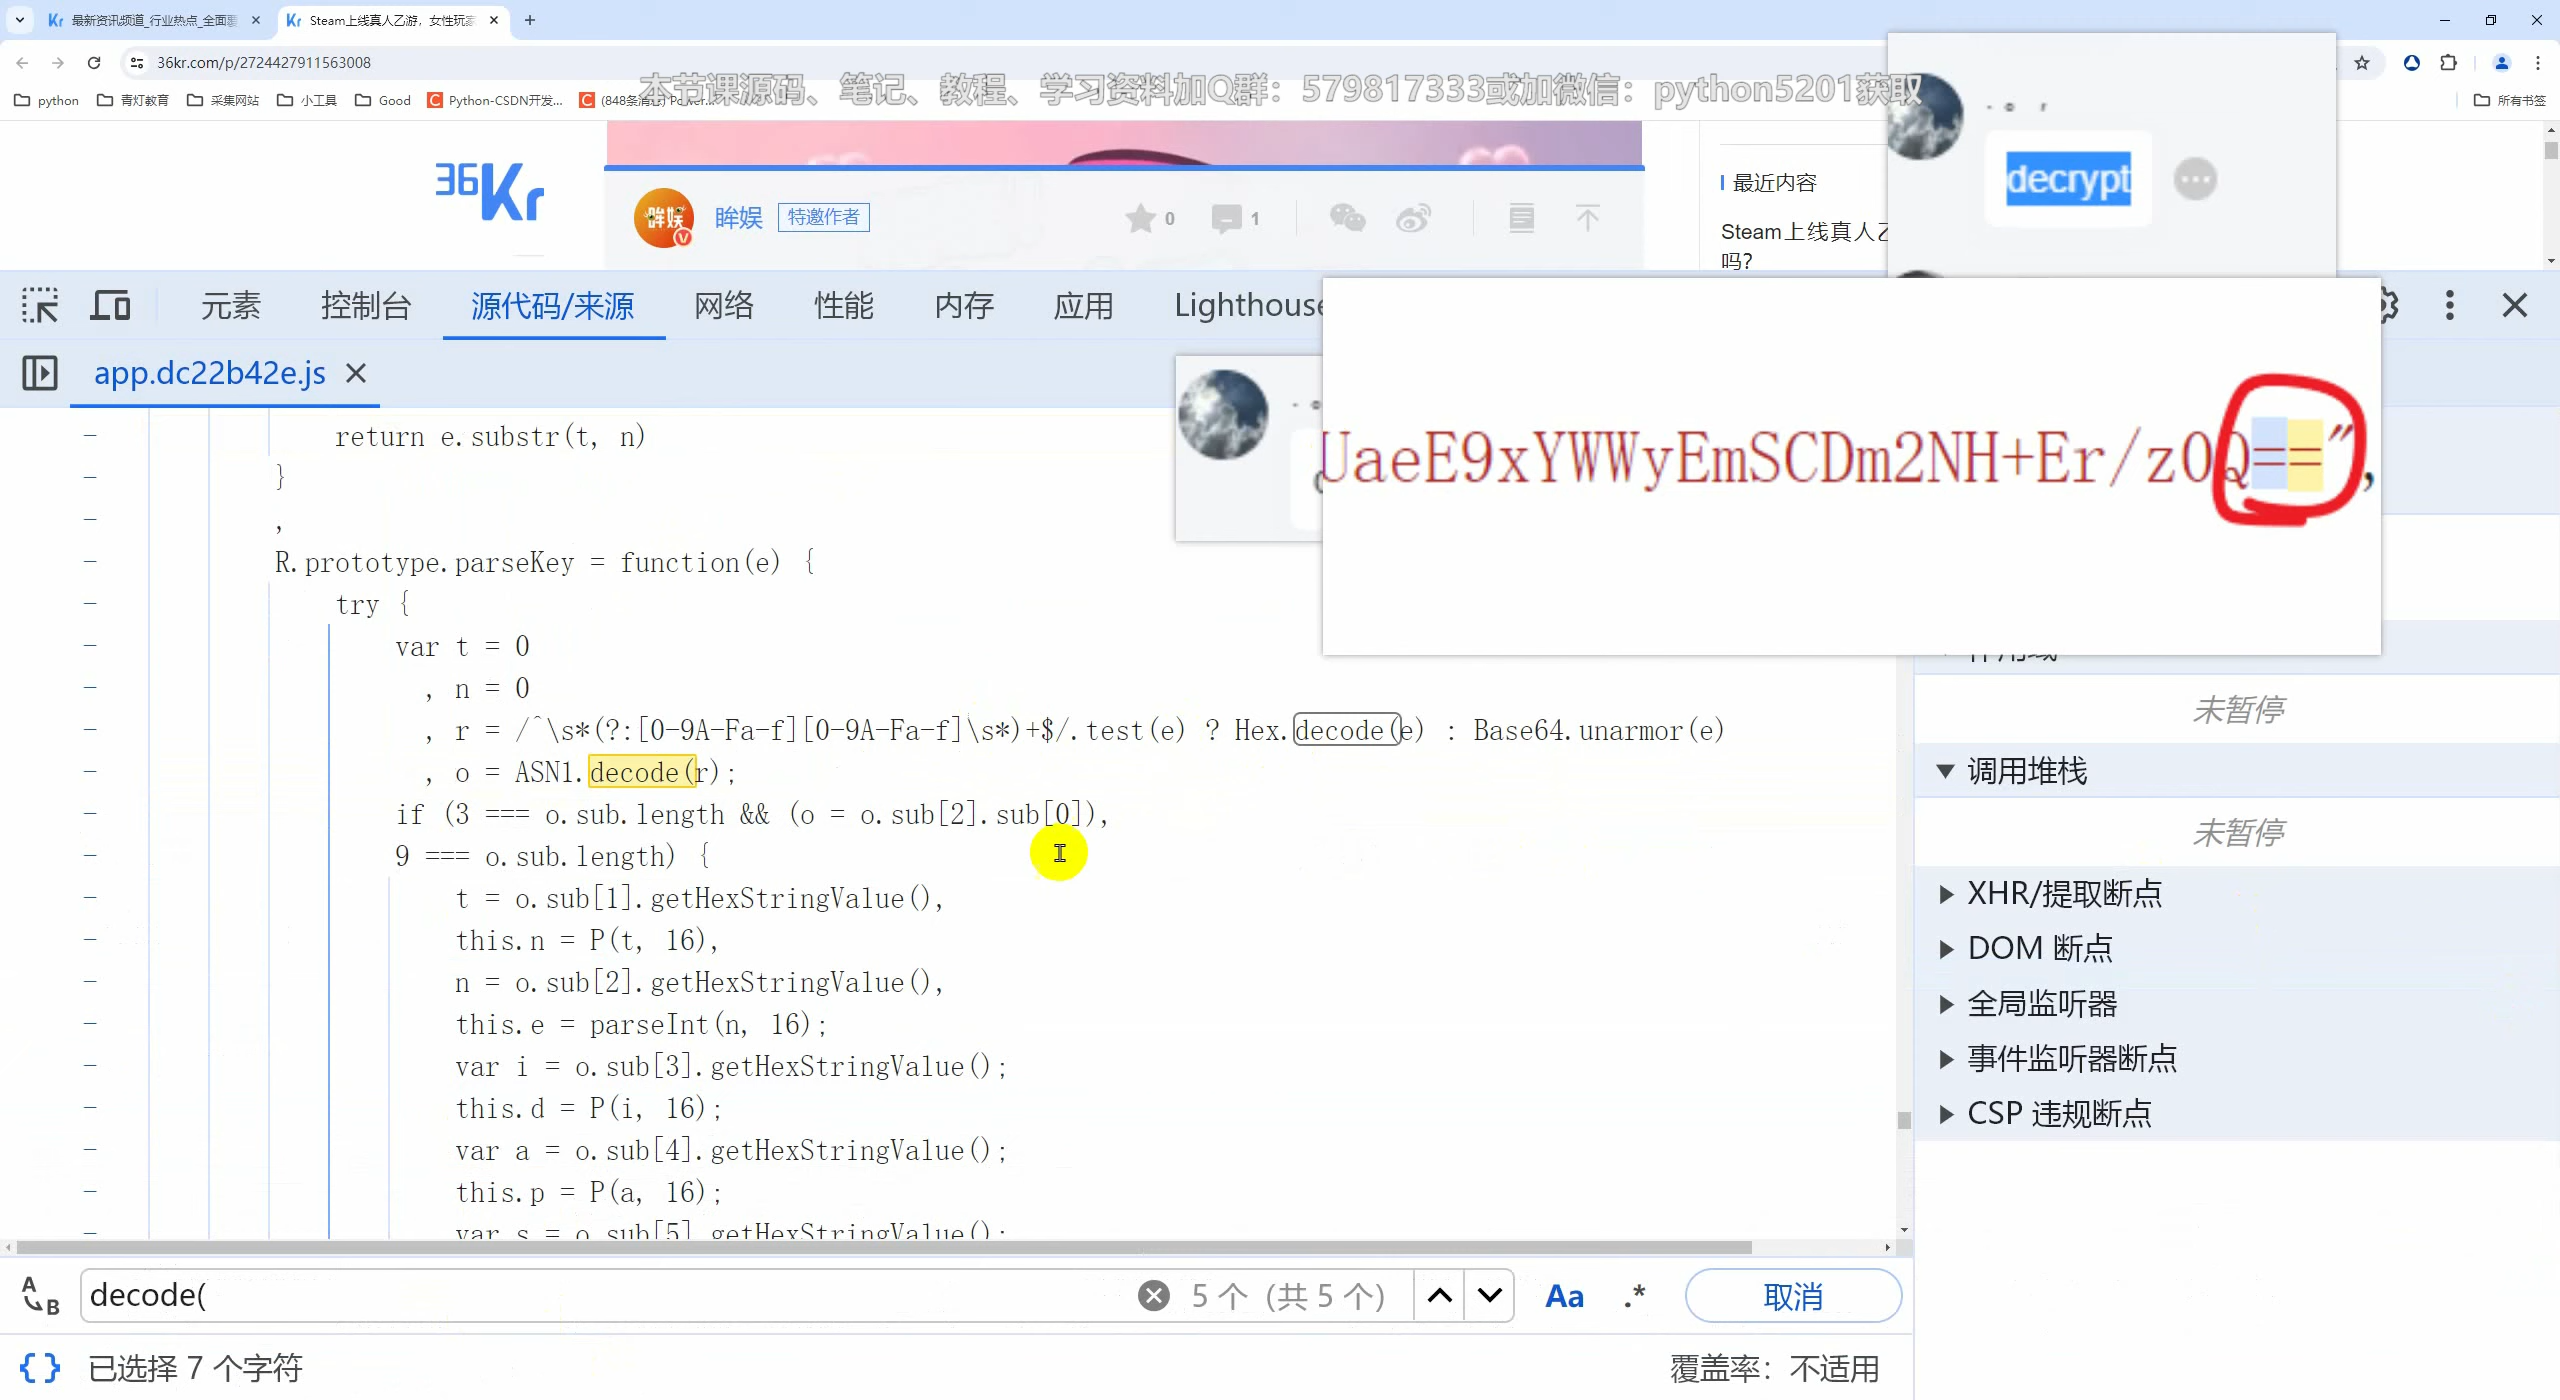 最新资讯频道_行业热点_全面覆
Steam上线真人乙游，女性玩家
36kr.com/p/2724427911563008
本节课源码、笔记、教程、学习资料加Q群：579817333或加微信：python5201获取
python
青灯教育
采集网站
小工具
Good
Python-CSDN开发...
所有书签
36Kr
眸娱
眸娱
特邀作者
0
1
最近内容
Steam上线真人乙
吗？
decrypt
元素
控制台
源代码/来源
网络
性能
内存
应用
Lighthouse
app.dc22b42e.js
UaeE9xYWWyEmSCDm2NH+Er/z0Q==",
return e.substr(t, n)
}
,
R.prototype.parseKey = function(e) {
try {
var t = 0
, n = 0
, r = /^\s*(?:[0-9A-Fa-f][0-9A-Fa-f]\s*)+$/.test(e) ? Hex.decode(e) : Base64.unarmor(e)
, o = ASN1.decode(r);
if (3 === o.sub.length && (o = o.sub[2].sub[0]),
9 === o.sub.length) {
t = o.sub[1].getHexStringValue(),
this.n = P(t, 16),
n = o.sub[2].getHexStringValue(),
this.e = parseInt(n, 16);
var i = o.sub[3].getHexStringValue();
this.d = P(i, 16);
var a = o.sub[4].getHexStringValue();
this.p = P(a, 16);
var s = o.sub[5].getHexStringValue();
未暂停
调用堆栈
未暂停
XHR/提取断点
DOM 断点
全局监听器
事件监听器断点
CSP 违规断点
decode(
5 个（共 5 个）
Aa
.*
取消
{ } 已选择 7 个字符
覆盖率：不适用